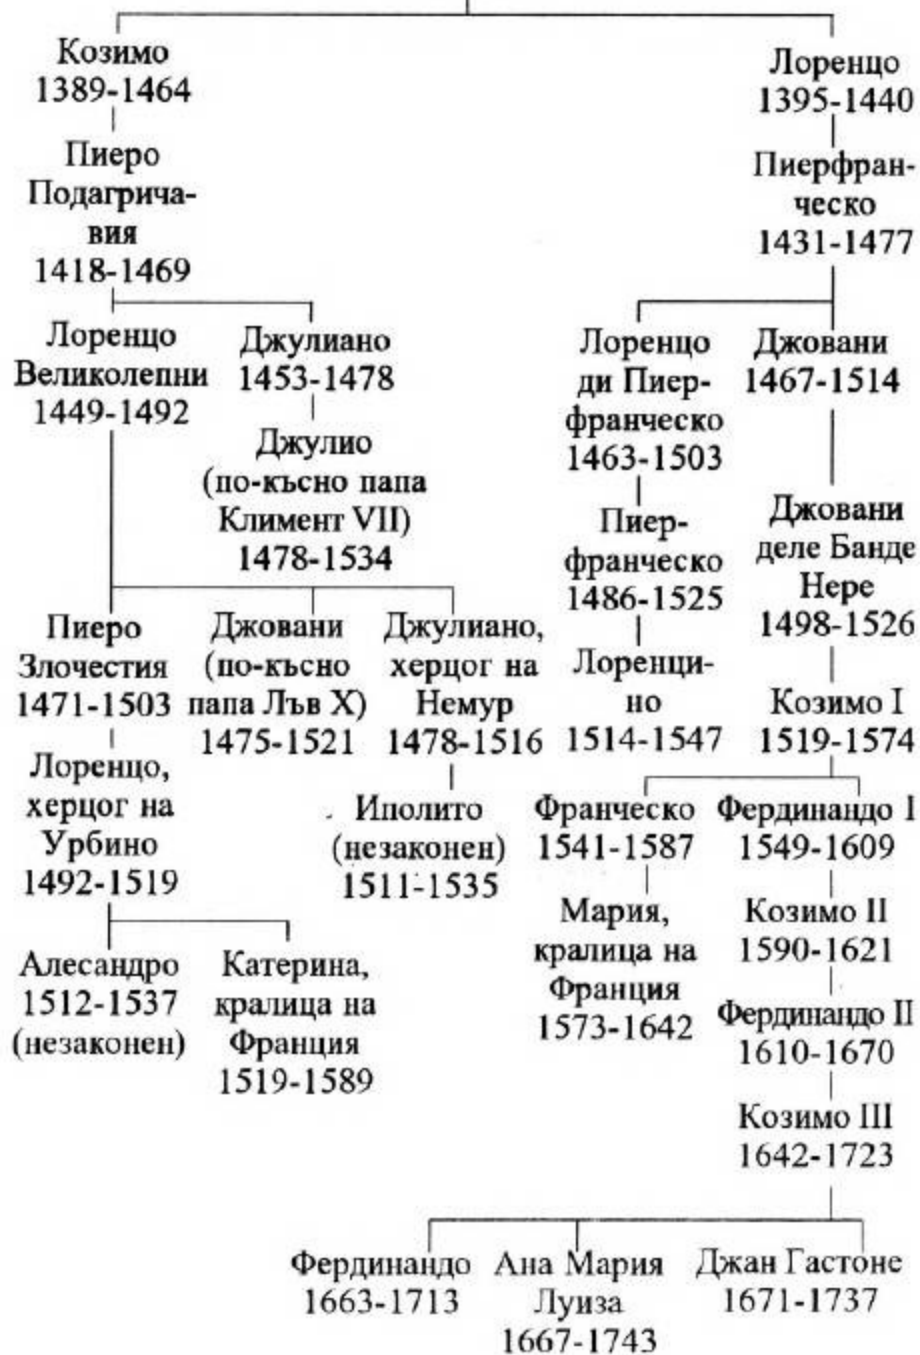 Козимо
1389-1464
Лоренцо
1395-1440
Пиеро
Подагрича-
вия
1418-1469
Пиерфран-
ческо
1431-1477
Лоренцо
Великолепни
1449-1492
Джулиано
1453-1478
Лоренцо
ди Пиер-
франческо
1463-1503
Джовани
1467-1514
Джулио
(по-късно папа
Климент VII)
1478-1534
Пиер-
франческо
1486-1525
Джовани
деле Банде
Нере
1498-1526
Пиеро
Злочестия
1471-1503
Джовани
(по-късно
папа Лъв X)
1475-1521
Джулиано,
херцог на
Немур
1478-1516
Лоренци-
но
1514-1547
Козимо I
1519-1574
Лоренцо,
херцог на
Урбино
1492-1519
Иполито
(незаконен)
1511-1535
Франческо
1541-1587
Фердинандо I
1549-1609
Алесандро
1512-1537
(незаконен)
Катерина,
кралица на
Франция
1519-1589
Мария,
кралица на
Франция
1573-1642
Козимо II
1590-1621
Фердинандо II
1610-1670
Козимо III
1642-1723
Фердинандо
1663-1713
Ана Мария
Луиза
1667-1743
Джан Гастоне
1671-1737